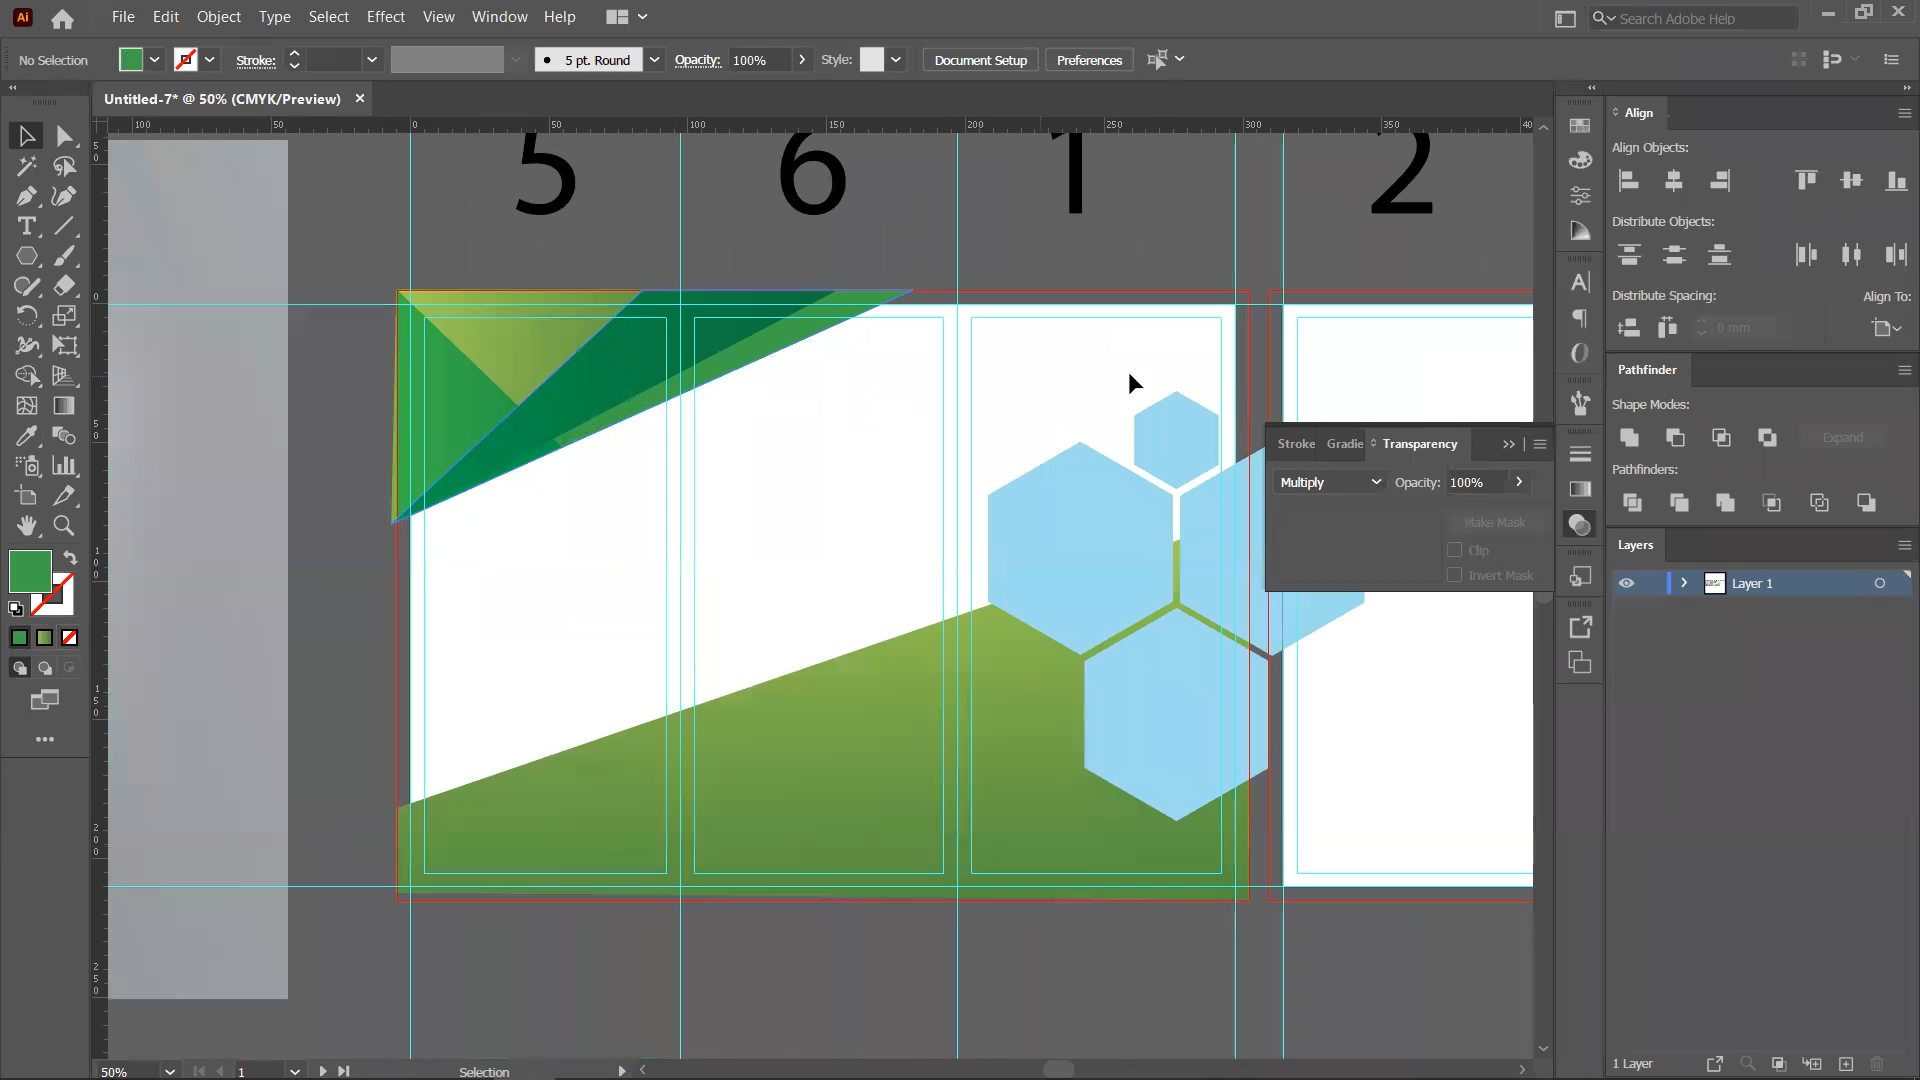 Ai File Edit Object Type Select Effect View Window Help Search Adobe Help
No Selection Stroke: 5 pt. Round Opacity: 100% Style: Document Setup Preferences
Untitled-7* @ 50% (CMYK/Preview)
100 50 0 50 100 150 200 250 300 350 40
5 6 1 2
Align
Align Objects:
Distribute Objects:
Distribute Spacing: Align To:
0 mm
Pathfinder
Shape Modes:
Expand
Pathfinders:
Stroke Gradie Transparency
Multiply Opacity: 100%
Make Mask
Clip
Invert Mask
Layers
Layer 1
1 Layer
50% 1 Selection